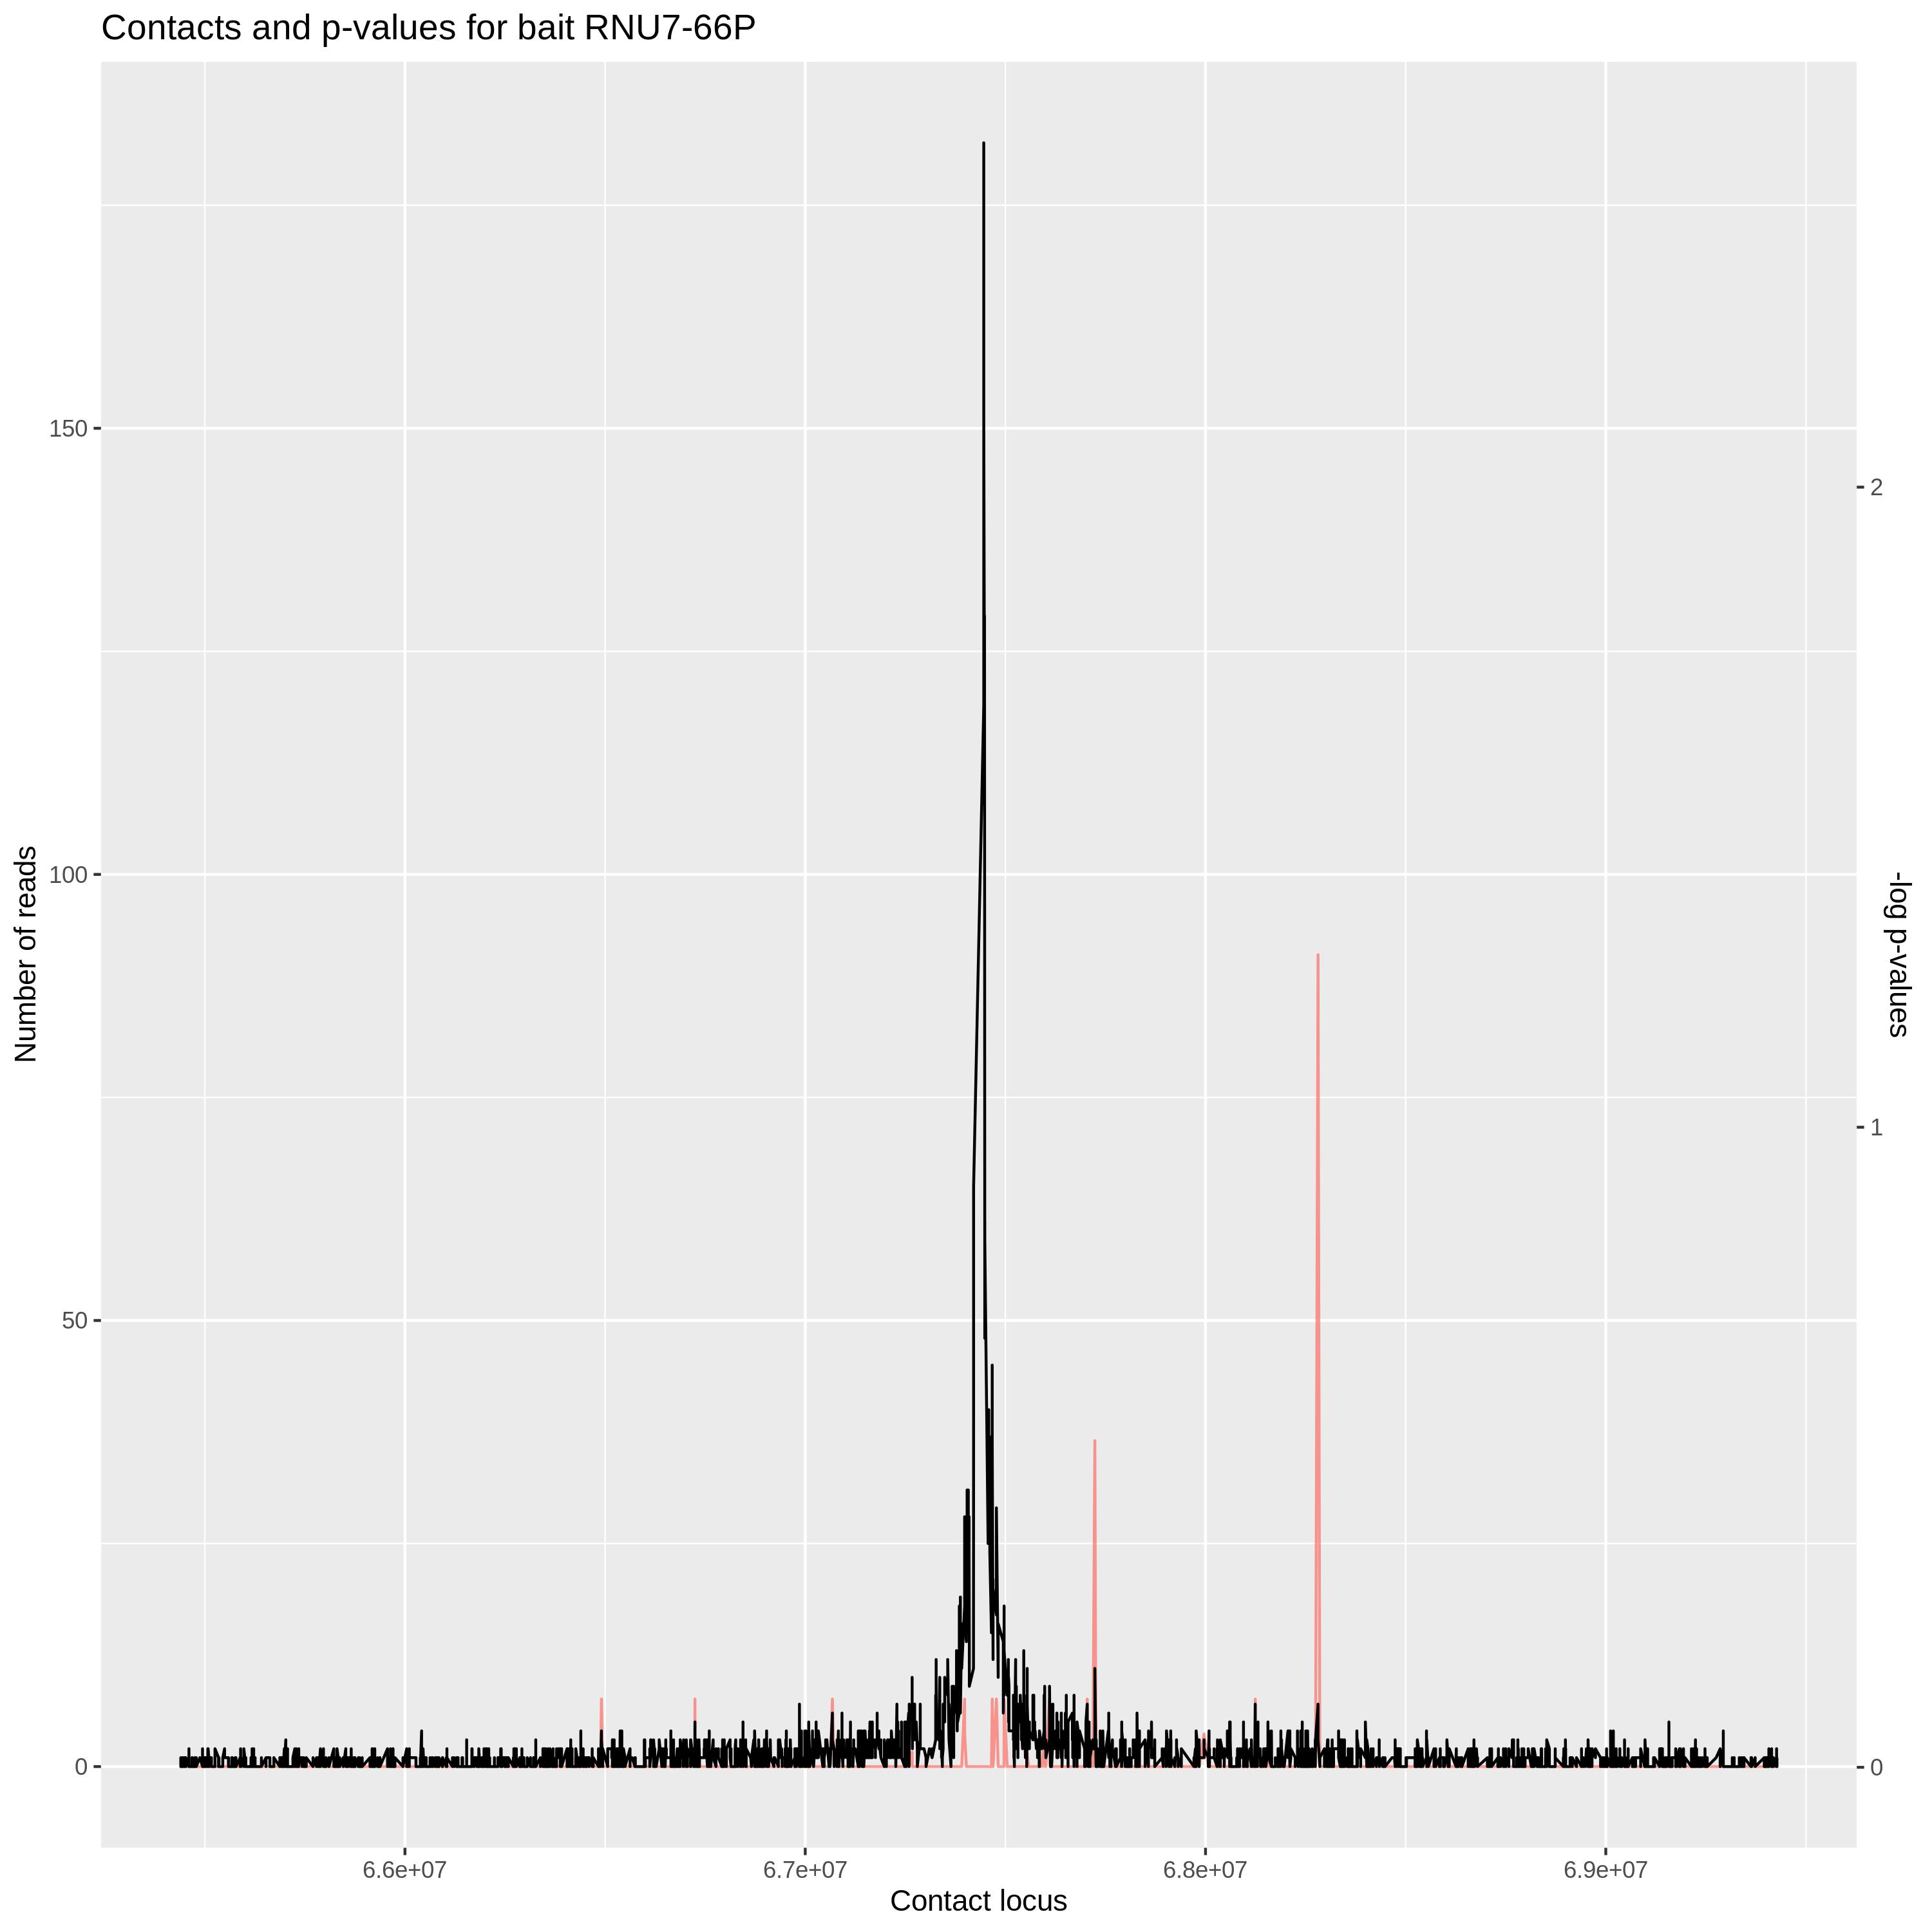 Contacts and p-values for bait RNU7-66P
150
100
50
0
2
1
0
Number of reads
-log p-values
6.6e+07
6.7e+07
6.8e+07
6.9e+07
Contact locus